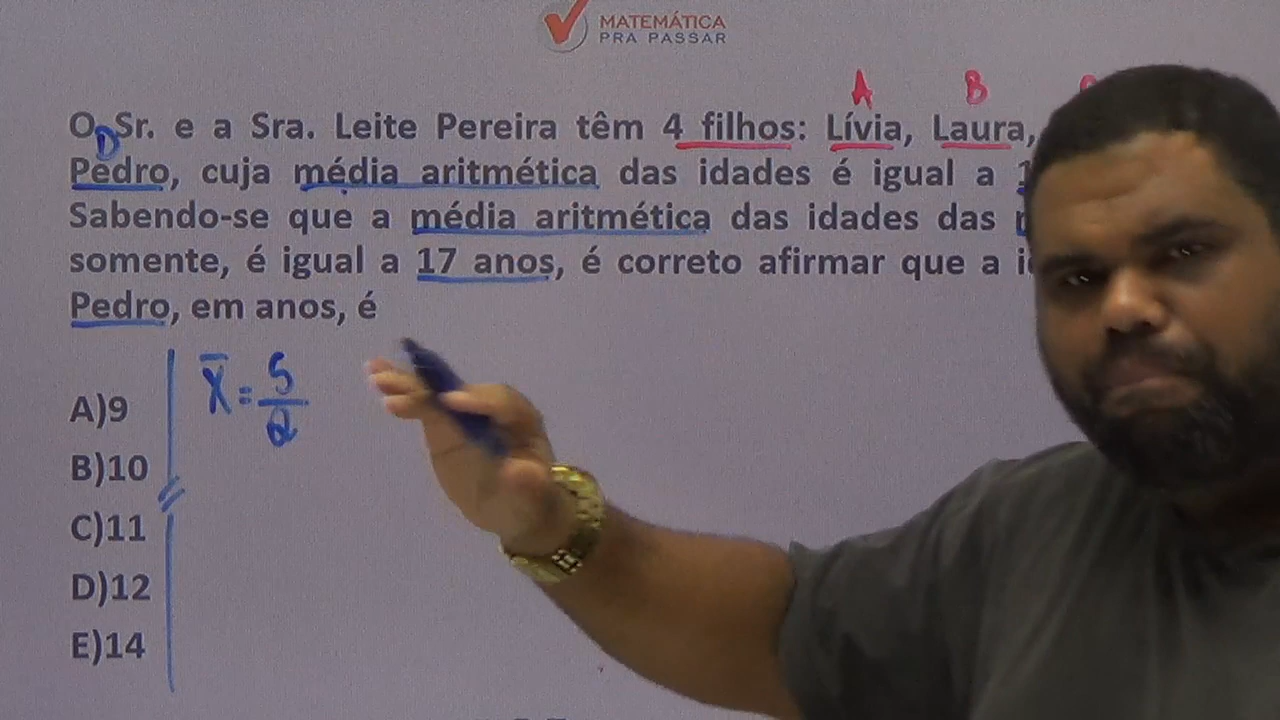 MATEMÁTICA
PRA PASSAR
A B
O Sr. e a Sra. Leite Pereira têm 4 filhos: Lívia, Laura,
D
Pedro, cuja média aritmética das idades é igual a
Sabendo-se que a média aritmética das idades das
somente, é igual a 17 anos, é correto afirmar que a
Pedro, em anos, é
X̅ = S
Q
A)9
B)10
C)11
D)12
E)14